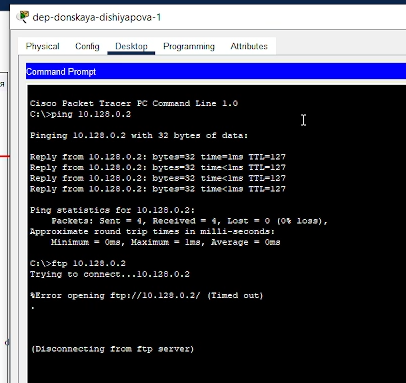 dep-donskaya-dishiyapova-1
Physical Config Desktop Programming Attributes
Command Prompt
я
Cisco Packet Tracer PC Command Line 1.0
C:\>ping 10.128.0.2
Pinging 10.128.0.2 with 32 bytes of data:
Reply from 10.128.0.2: bytes=32 time=1ms TTL=127
Reply from 10.128.0.2: bytes=32 time<1ms TTL=127
Reply from 10.128.0.2: bytes=32 time<1ms TTL=127
Reply from 10.128.0.2: bytes=32 time<1ms TTL=127
Ping statistics for 10.128.0.2:
Packets: Sent = 4, Received = 4, Lost = 0 (0% loss),
Approximate round trip times in milli-seconds:
Minimum = 0ms, Maximum = 1ms, Average = 0ms
C:\>ftp 10.128.0.2
Trying to connect...10.128.0.2
%Error opening ftp://10.128.0.2/ (Timed out)
.
d
(Disconnecting from ftp server)